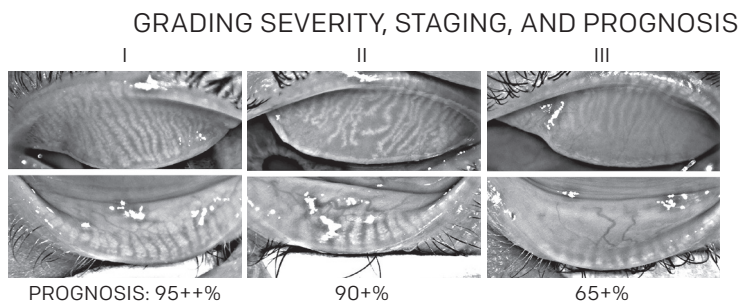 GRADING SEVERITY, STAGING, AND PROGNOSIS
I II III
PROGNOSIS: 95++% 90+% 65+%